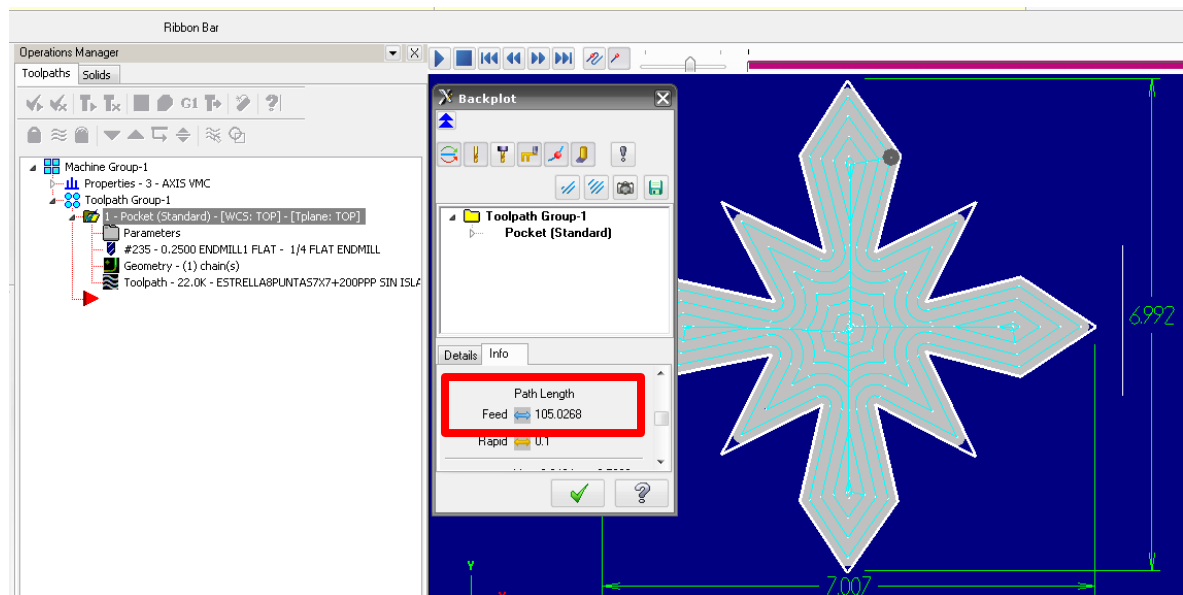 Ribbon Bar
Operations Manager
Toolpaths Solids
G1
Machine Group-1
Properties - 3 - AXIS VMC
Toolpath Group-1
1 - Pocket (Standard) - [WCS: TOP] - [Tplane: TOP]
Parameters
#235 - 0.2500 ENDMILL1 FLAT - 1/4 FLAT ENDMILL
Geometry - (1) chain(s)
Toolpath - 22.0K - ESTRELLA8PUNTAS7X7+200PPP SIN ISLA
Backplot
Toolpath Group-1
Pocket (Standard)
Details Info
Path Length
Feed 105.0268
Rapid 0.1
6.992
7.007
Y